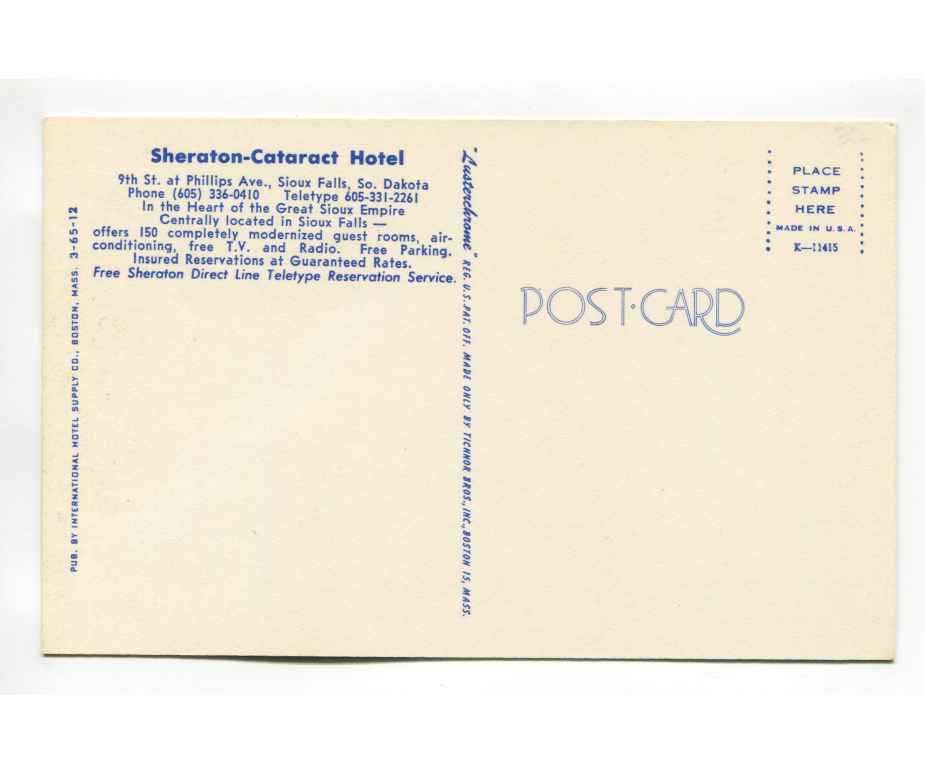 Sheraton-Cataract Hotel
9th St. at Phillips Ave., Sioux Falls, So. Dakota
Phone (605) 336-0410 Teletype 605-331-2261
In the Heart of the Great Sioux Empire
Centrally located in Sioux Falls —
offers 150 completely modernized guest rooms, air-
conditioning, free T.V. and Radio. Free Parking.
Insured Reservations at Guaranteed Rates.
Free Sheraton Direct Line Teletype Reservation Service.
PUB. BY INTERNATIONAL HOTEL SUPPLY CO., BOSTON, MASS. 3-65-12
"Lusterchrome" REG. U.S. PAT. OFF. MADE ONLY BY TICHNOR BROS., INC., BOSTON 15, MASS.
POST·CARD
PLACE
STAMP
HERE
MADE IN U.S.A.
K—11415